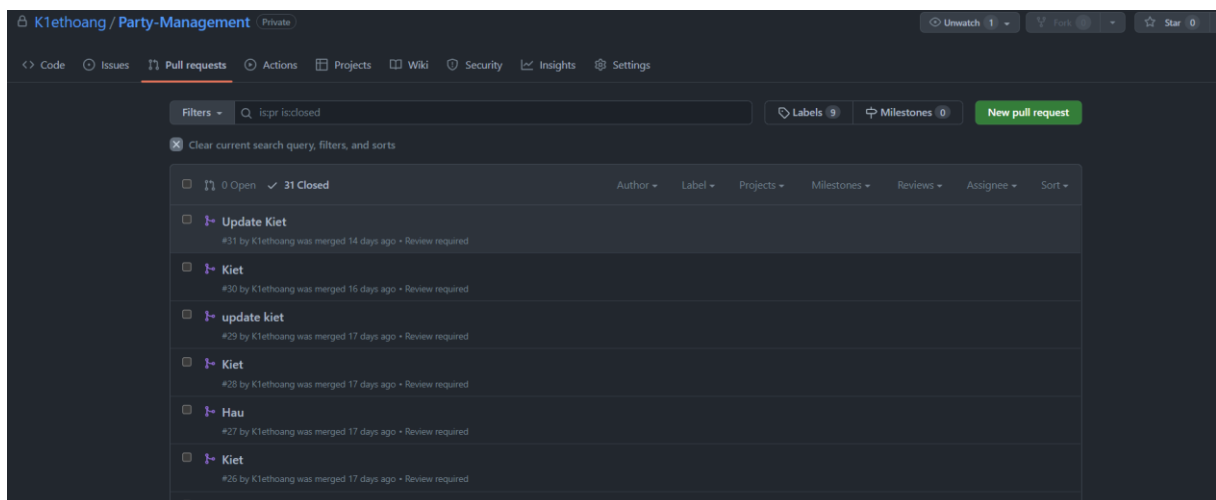 K1ethoang / Party-Management Private Unwatch 1 Fork 0 Star 0
Code Issues Pull requests Actions Projects Wiki Security Insights Settings
Filters is:pr is:closed Labels 9 Milestones 0 New pull request
Clear current search query, filters, and sorts
0 Open 31 Closed Author Label Projects Milestones Reviews Assignee Sort
Update Kiet
#31 by K1ethoang was merged 14 days ago • Review required
Kiet
#30 by K1ethoang was merged 16 days ago • Review required
update kiet
#29 by K1ethoang was merged 17 days ago • Review required
Kiet
#28 by K1ethoang was merged 17 days ago • Review required
Hau
#27 by K1ethoang was merged 17 days ago • Review required
Kiet
#26 by K1ethoang was merged 17 days ago • Review required